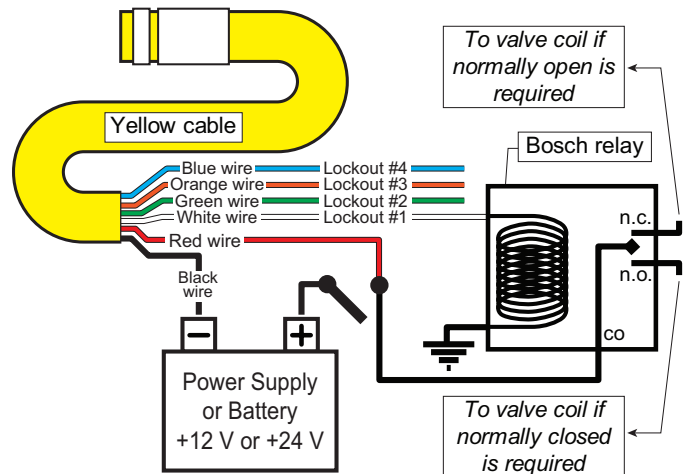 To valve coil if
normally open is
required
Yellow cable
Bosch relay
Blue wire Lockout #4
Orange wire Lockout #3
Green wire Lockout #2
White wire Lockout #1
Red wire
n.c.
n.o.
Black
wire
co
− +
Power Supply
or Battery
+12 V or +24 V
To valve coil if
normally closed
is required